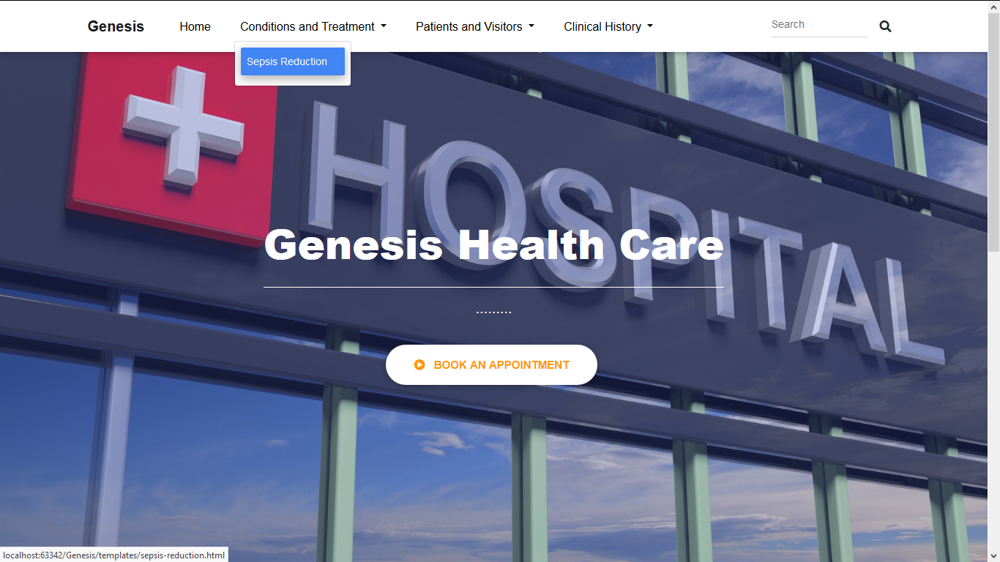 Genesis Home Conditions and Treatment Patients and Visitors Clinical History Search
Sepsis Reduction
HOSPITAL
Genesis Health Care
.........
BOOK AN APPOINTMENT
localhost:63342/Genesis/templates/sepsis-reduction.html